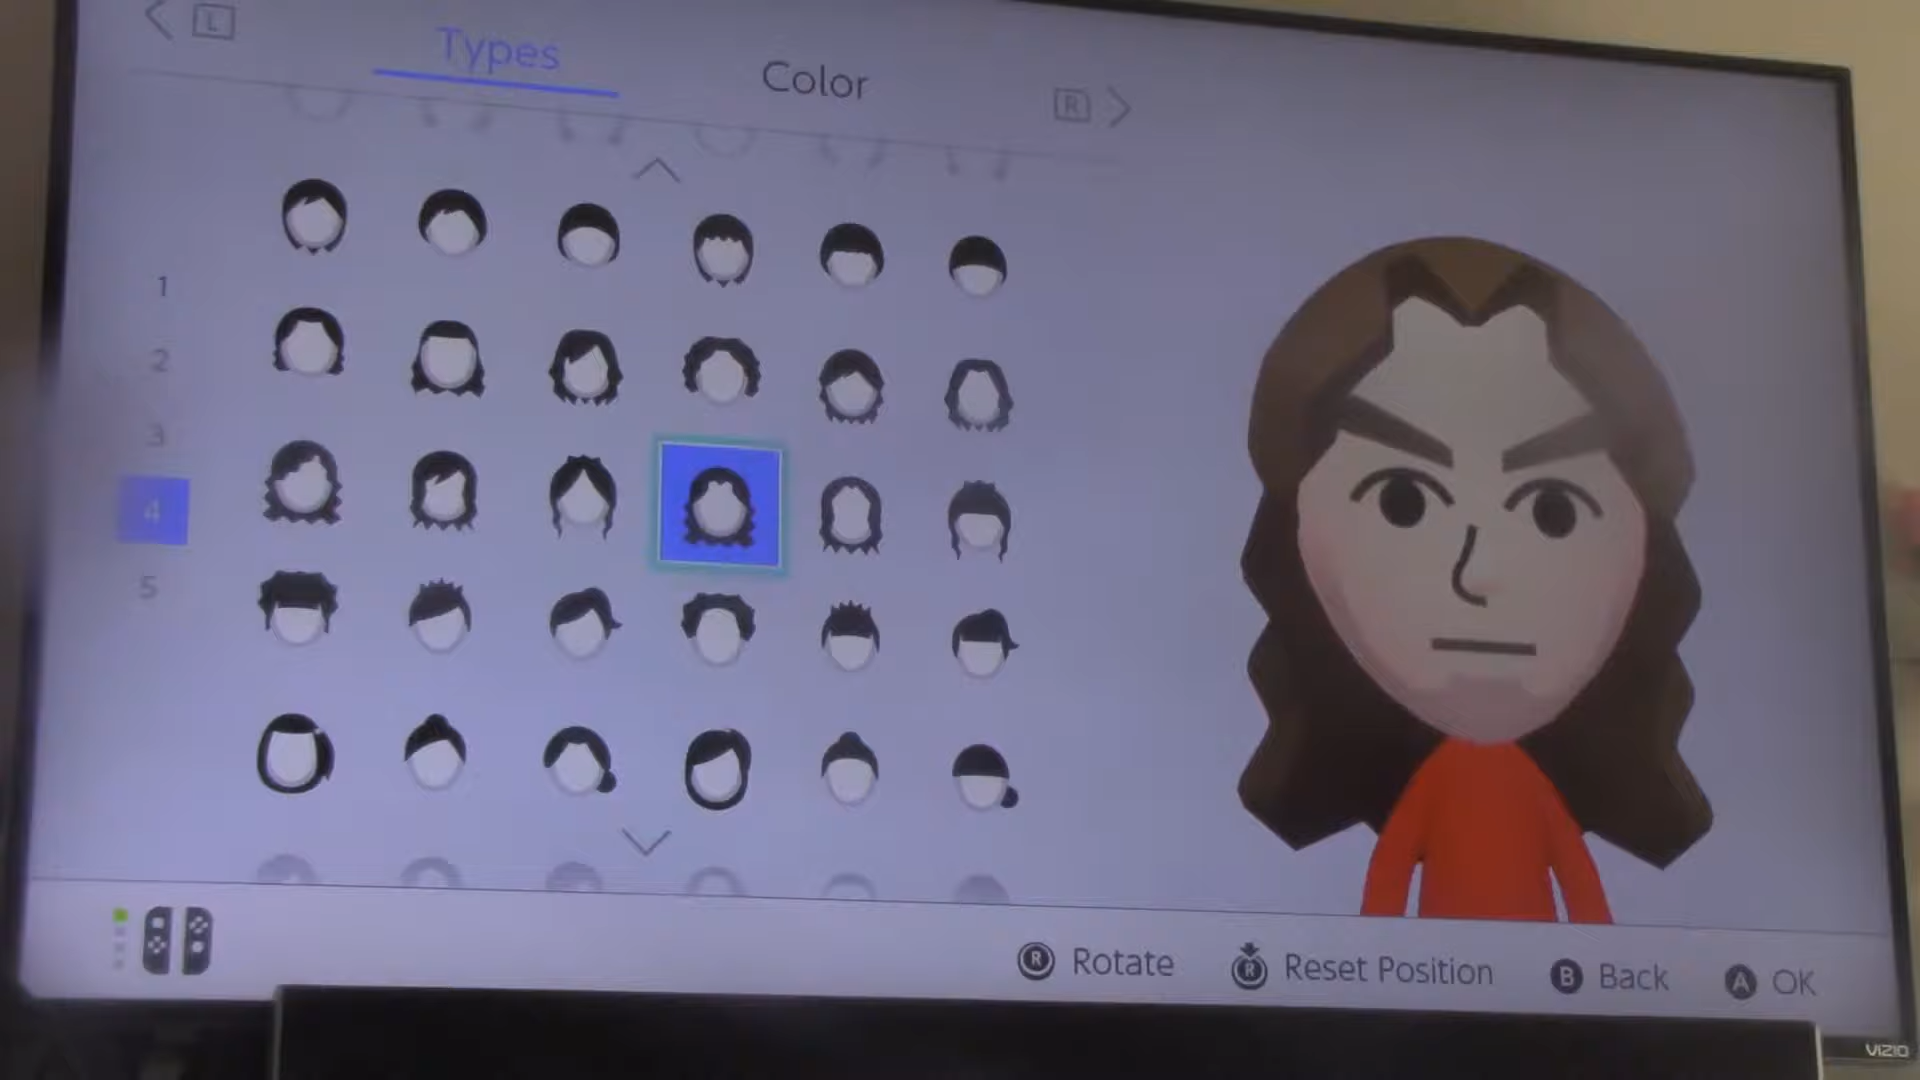 L
Types
Color
R
1
2
3
4
5
R Rotate
R Reset Position
B Back
A OK
VIZIO